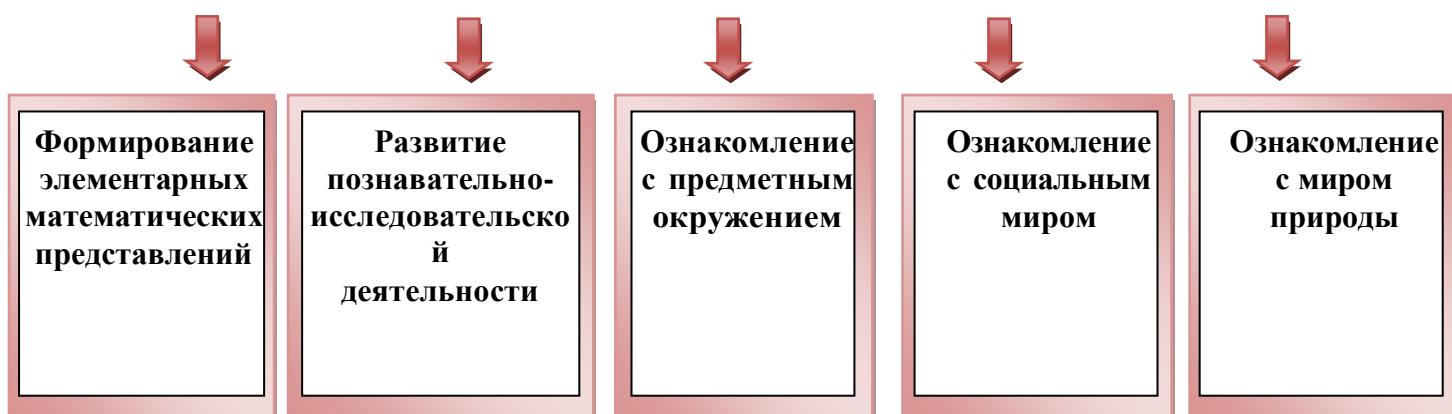 Формирование
элементарных
математических
представлений
Развитие
познавательно-
исследовательско
й
деятельности
Ознакомление
с предметным
окружением
Ознакомление
с социальным
миром
Ознакомление
с миром
природы